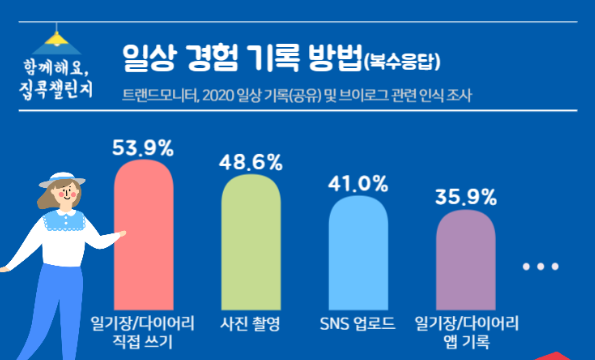 함께해요,
집콕챌린지
일상 경험 기록 방법(복수응답)
트랜드모니터, 2020 일상 기록(공유) 및 브이로그 관련 인식 조사
53.9%
48.6%
41.0%
35.9%
일기장/다이어리
직접 쓰기
사진 촬영
SNS 업로드
일기장/다이어리
앱 기록
...